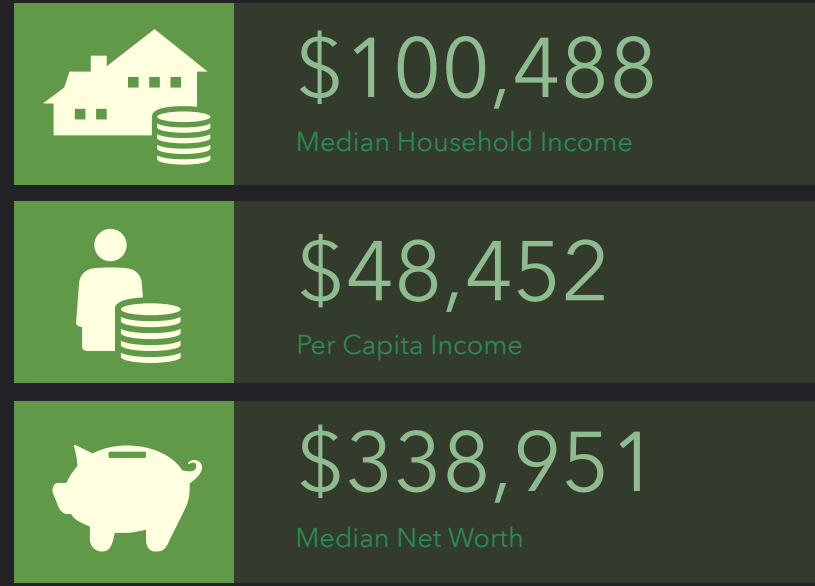 $100,488
Median Household Income
$48,452
Per Capita Income
$338,951
Median Net Worth